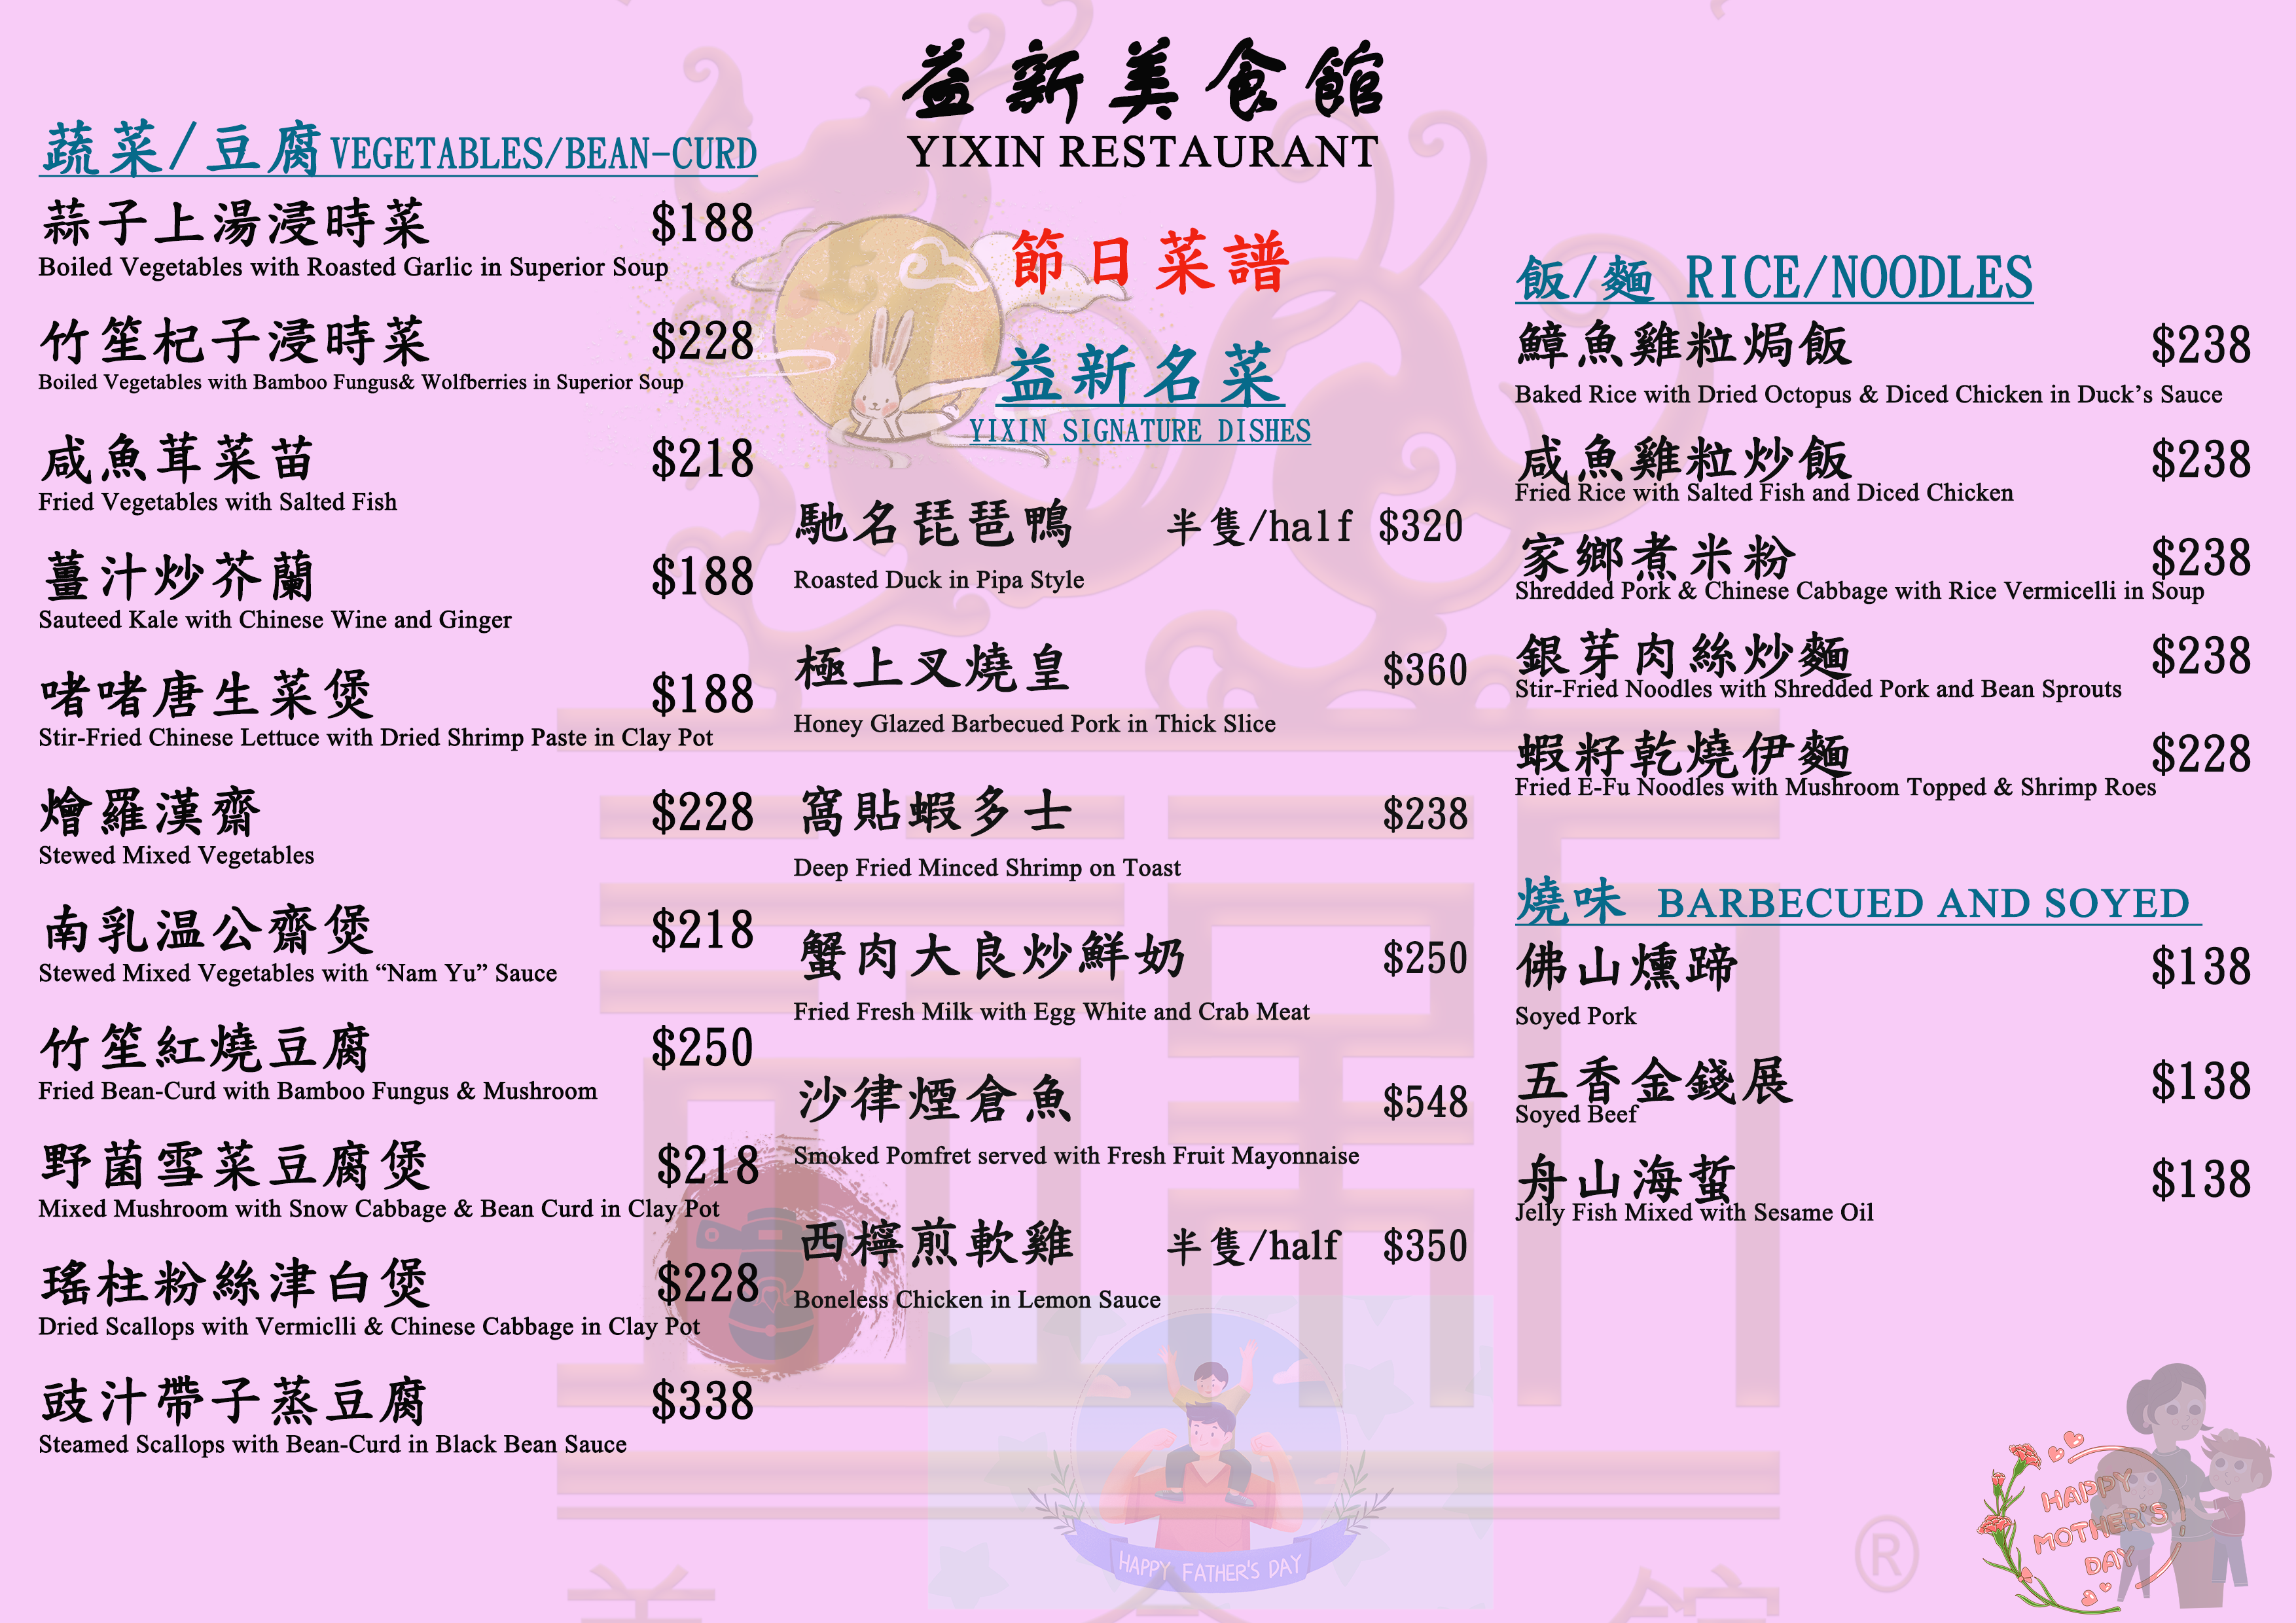 益新美食館
YIXIN RESTAURANT
節日菜譜
蔬菜/豆腐 VEGETABLES/BEAN-CURD
蒜子上湯浸時菜 $188
Boiled Vegetables with Roasted Garlic in Superior Soup
竹笙杞子浸時菜 $228
Boiled Vegetables with Bamboo Fungus& Wolfberries in Superior Soup
咸魚茸菜苗 $218
Fried Vegetables with Salted Fish
薑汁炒芥蘭 $188
Sauteed Kale with Chinese Wine and Ginger
啫啫唐生菜煲 $188
Stir-Fried Chinese Lettuce with Dried Shrimp Paste in Clay Pot
燴羅漢齋 $228
Stewed Mixed Vegetables
南乳温公齋煲 $218
Stewed Mixed Vegetables with “Nam Yu” Sauce
竹笙紅燒豆腐 $250
Fried Bean-Curd with Bamboo Fungus & Mushroom
野菌雪菜豆腐煲 $218
Mixed Mushroom with Snow Cabbage & Bean Curd in Clay Pot
瑤柱粉絲津白煲 $228
Dried Scallops with Vermiclli & Chinese Cabbage in Clay Pot
豉汁帶子蒸豆腐 $338
Steamed Scallops with Bean-Curd in Black Bean Sauce
益新名菜
YIXIN SIGNATURE DISHES
馳名琵琶鴨 半隻/half $320
Roasted Duck in Pipa Style
極上叉燒皇 $360
Honey Glazed Barbecued Pork in Thick Slice
窩貼蝦多士 $238
Deep Fried Minced Shrimp on Toast
蟹肉大良炒鮮奶 $250
Fried Fresh Milk with Egg White and Crab Meat
沙律煙倉魚 $548
Smoked Pomfret served with Fresh Fruit Mayonnaise
西檸煎軟雞 半隻/half $350
Boneless Chicken in Lemon Sauce
飯/麵 RICE/NOODLES
鱆魚雞粒焗飯 $238
Baked Rice with Dried Octopus & Diced Chicken in Duck’s Sauce
咸魚雞粒炒飯 $238
Fried Rice with Salted Fish and Diced Chicken
家鄉煮米粉 $238
Shredded Pork & Chinese Cabbage with Rice Vermicelli in Soup
銀芽肉絲炒麵 $238
Stir-Fried Noodles with Shredded Pork and Bean Sprouts
蝦籽乾燒伊麵 $228
Fried E-Fu Noodles with Mushroom Topped & Shrimp Roes
燒味 BARBECUED AND SOYED
佛山燻蹄 $138
Soyed Pork
五香金錢展 $138
Soyed Beef
舟山海蜇 $138
Jelly Fish Mixed with Sesame Oil
HAPPY FATHER'S DAY
HAPPY
MOTHER'S
DAY
®